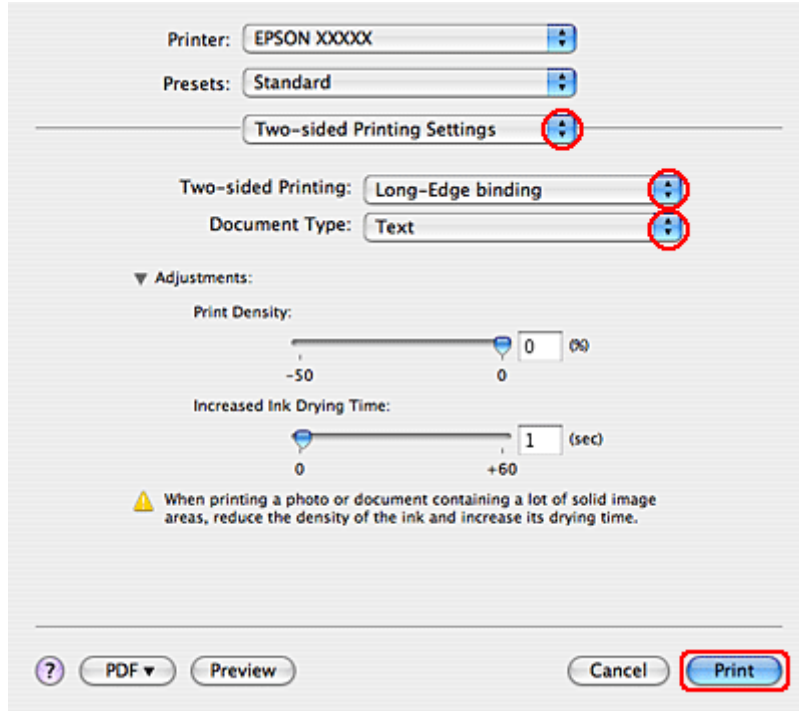 Printer: EPSON XXXXX
Presets: Standard
Two-sided Printing Settings
Two-sided Printing: Long-Edge binding
Document Type: Text
▼ Adjustments:
Print Density:
0 (%)
-50 0
Increased Ink Drying Time:
1 (sec)
0 +60
When printing a photo or document containing a lot of solid image
areas, reduce the density of the ink and increase its drying time.
? PDF ▼ Preview Cancel Print